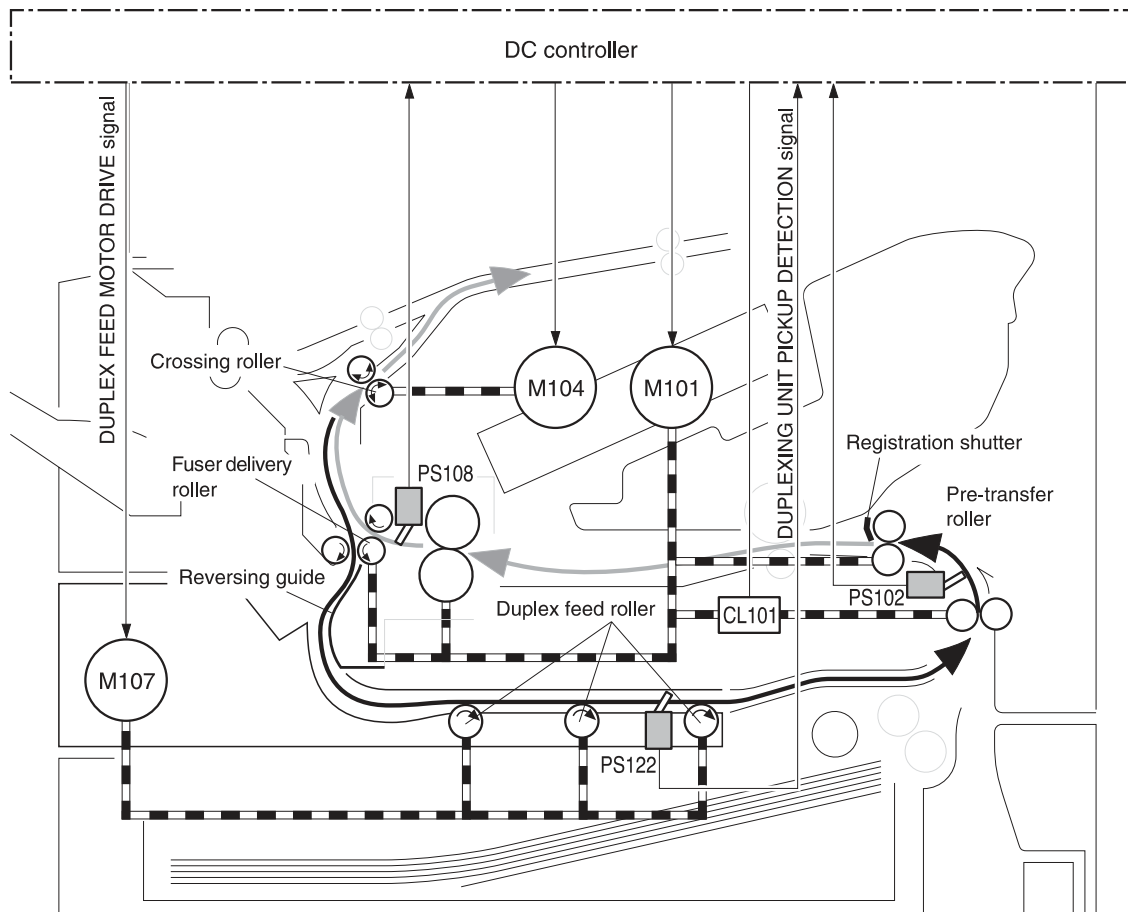 DC controller
DUPLEX FEED MOTOR DRIVE signal
DUPLEXING UNIT PICKUP DETECTION signal
Crossing roller
M104
M101
Registration shutter
Fuser delivery
roller
PS108
Pre-transfer
roller
Reversing guide
PS102
Duplex feed roller
CL101
M107
PS122